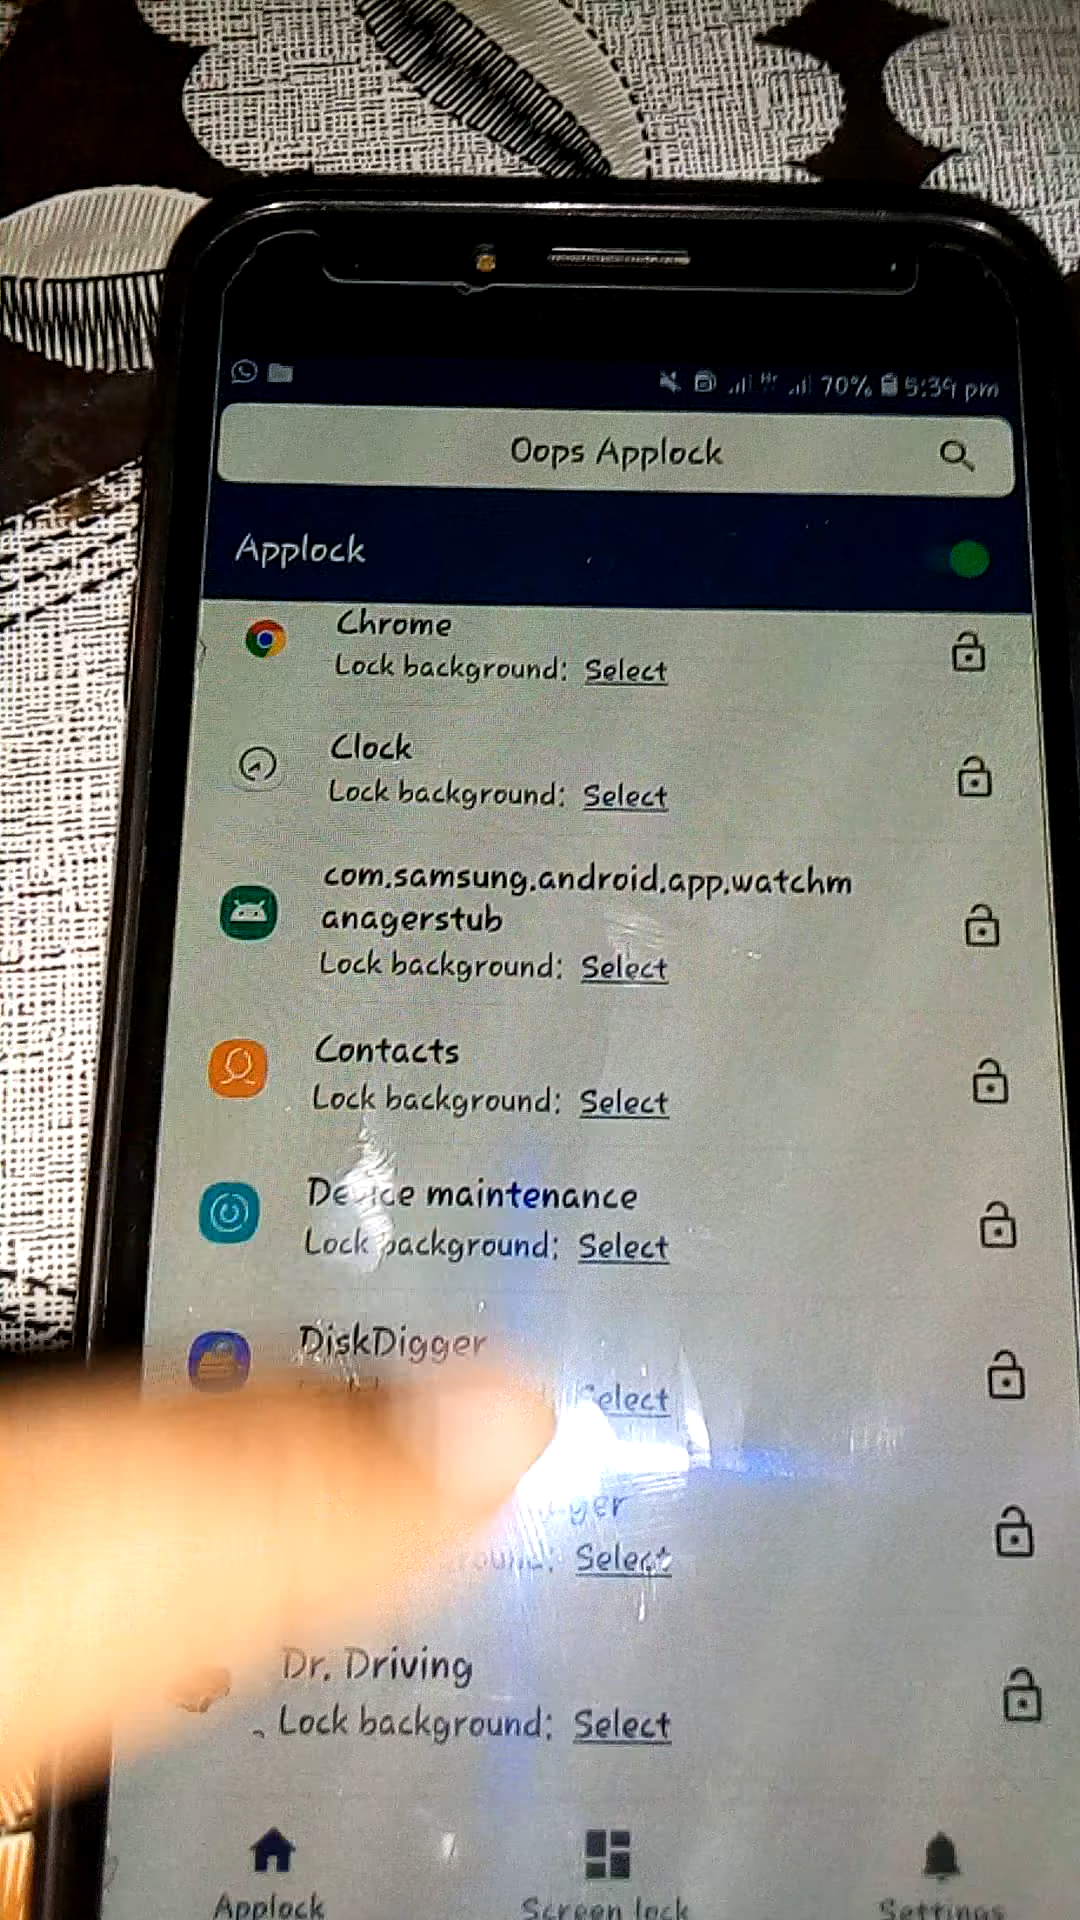 70% 5:39 pm
Oops Applock
Applock
Chrome
Lock background: Select
Clock
Lock background: Select
com.samsung.android.app.watchm
anagerstub
Lock background: Select
Contacts
Lock background: Select
Device maintenance
Lock background: Select
DiskDigger
Select
Select
Dr. Driving
Lock background: Select
Applock Screen lock Settings